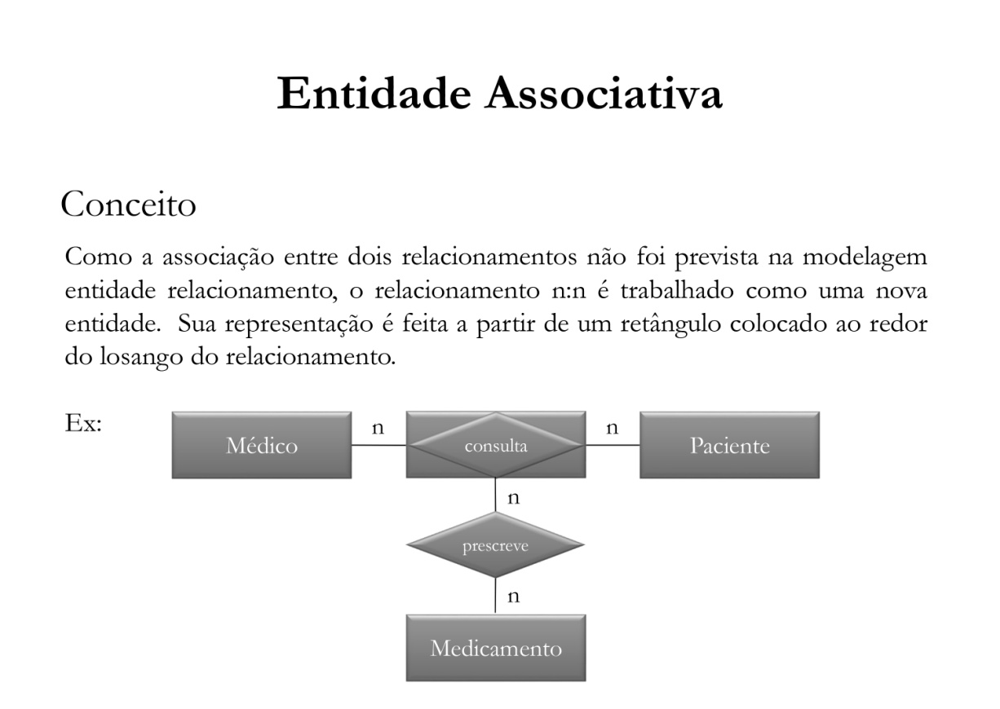 Entidade Associativa
Conceito
Como a associação entre dois relacionamentos não foi prevista na modelagem
entidade relacionamento, o relacionamento n:n é trabalhado como uma nova
entidade.  Sua representação é feita a partir de um retângulo colocado ao redor
do losango do relacionamento.
Ex:
Médico
n
consulta
n
Paciente
n
prescreve
n
Medicamento